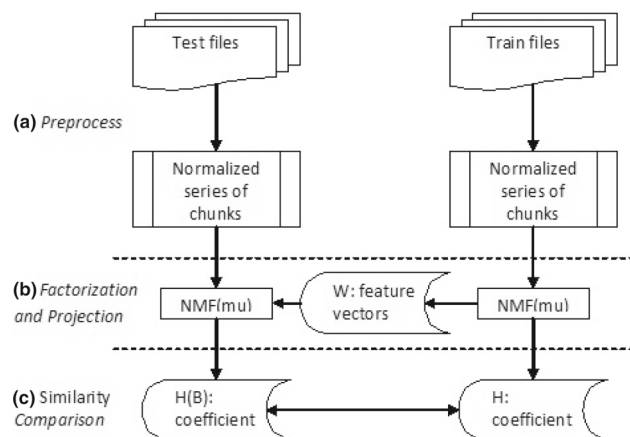 Test files
Train files
(a) Preprocess
Normalized
series of
chunks
Normalized
series of
chunks
(b) Factorization
and Projection
NMF(mu)
W: feature
vectors
NMF(mu)
(c) Similarity
Comparison
H(B):
coefficient
H:
coefficient